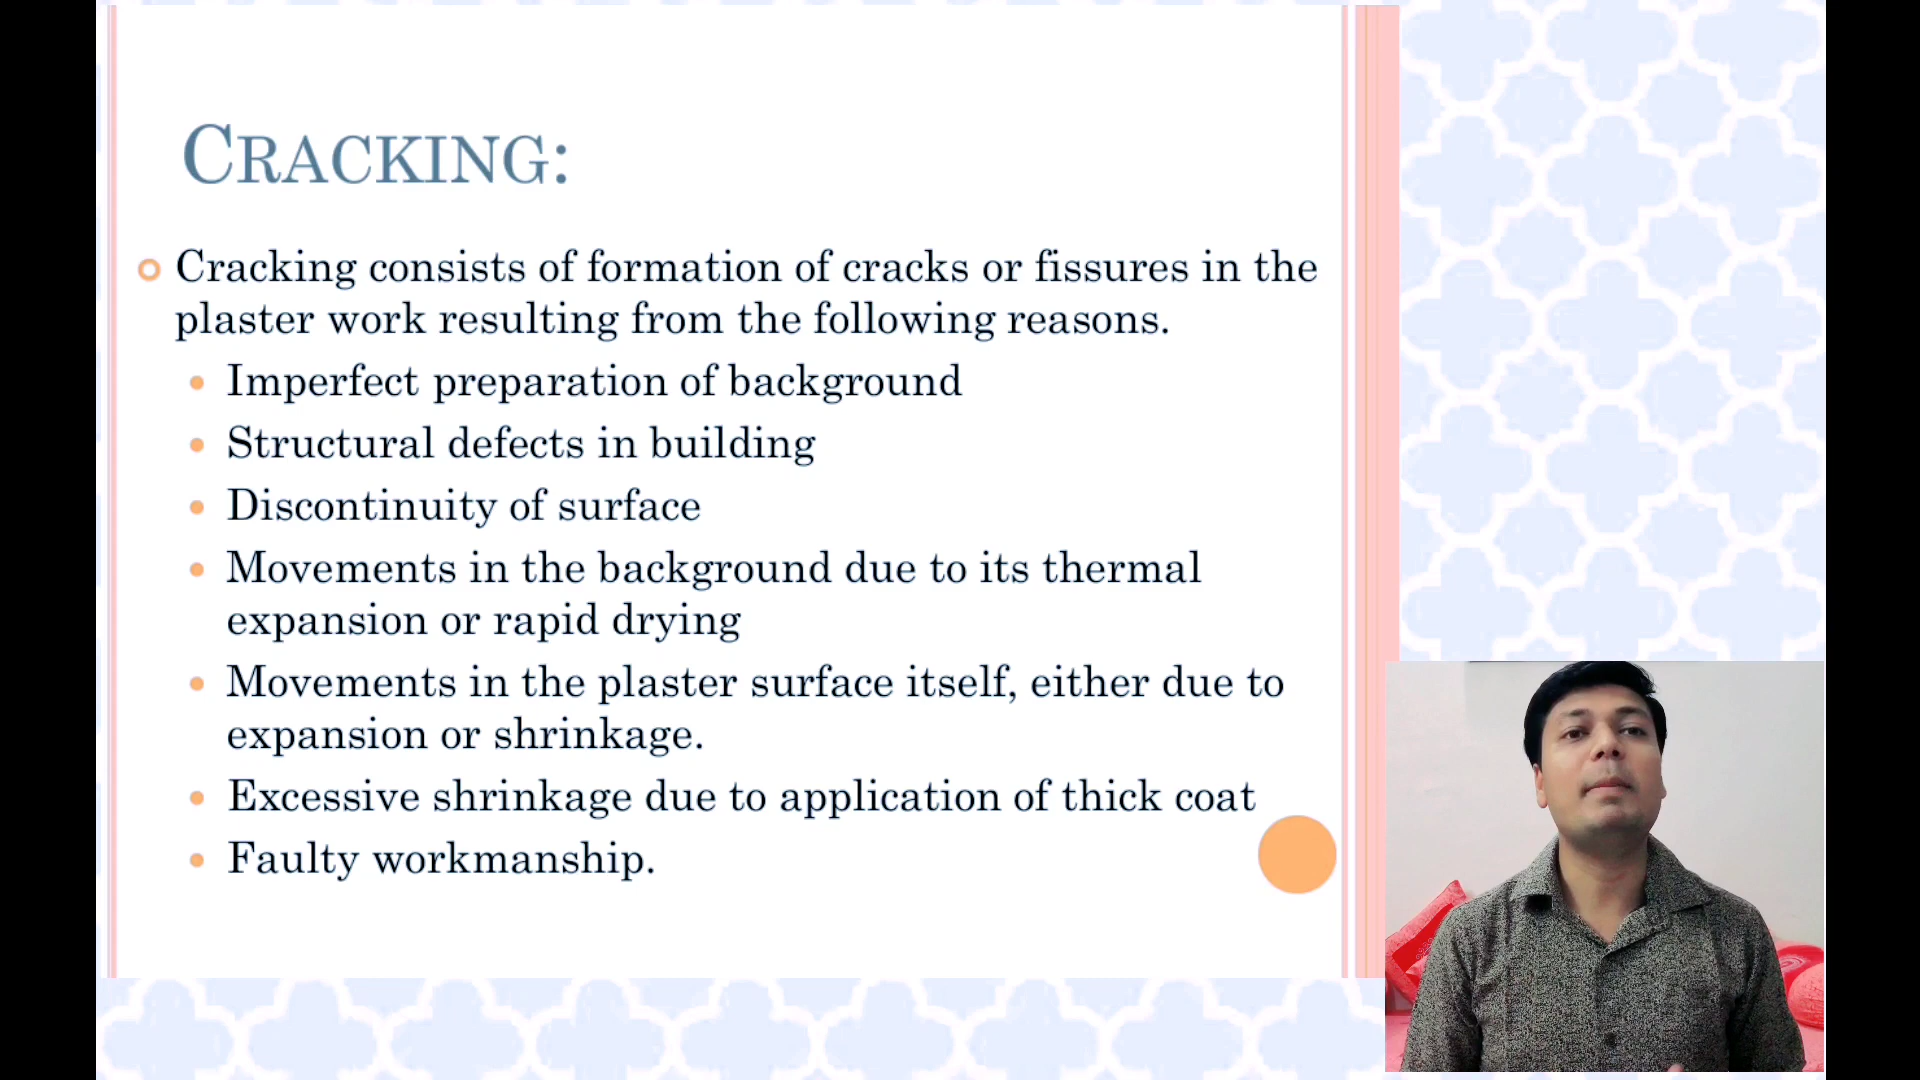 CRACKING:
Cracking consists of formation of cracks or fissures in the
plaster work resulting from the following reasons.
Imperfect preparation of background
Structural defects in building
Discontinuity of surface
Movements in the background due to its thermal
expansion or rapid drying
Movements in the plaster surface itself, either due to
expansion or shrinkage.
Excessive shrinkage due to application of thick coat
Faulty workmanship.